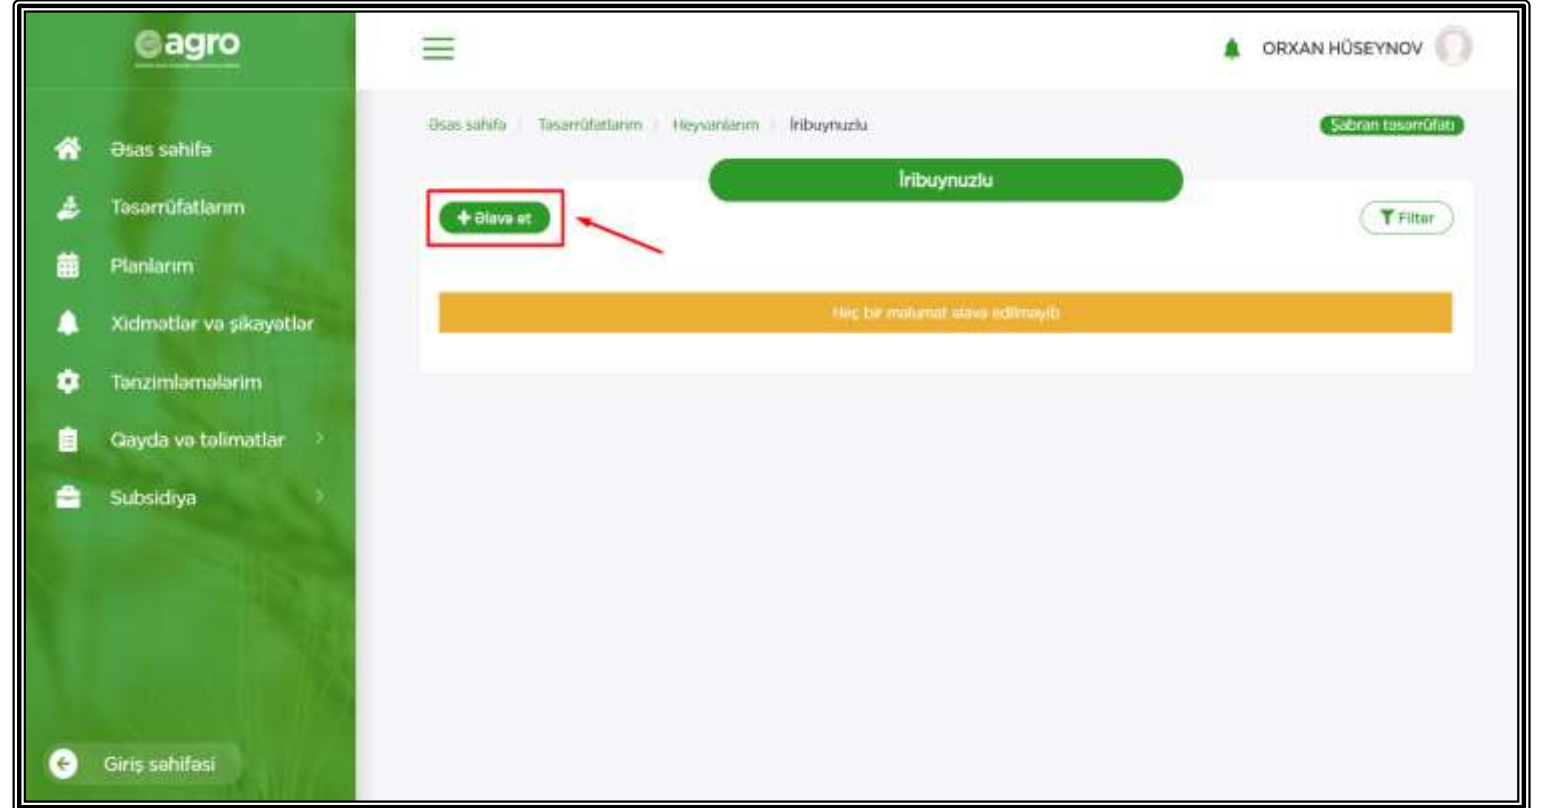 eagro
ORXAN HÜSEYNOV
Əsas səhifə
Təsərrüfatlarım
Heyvanlarım
İribuynuzlu
Şabran təsərrüfatı
İribuynuzlu
Əlavə et
Filter
Heç bir məlumat əlavə edilməyib
Əsas səhifə
Təsərrüfatlarım
Planlarım
Xidmətlər və şikayətlər
Tənzimləmələrim
Qayda və təlimatlar
Subsidiya
Giriş səhifəsi